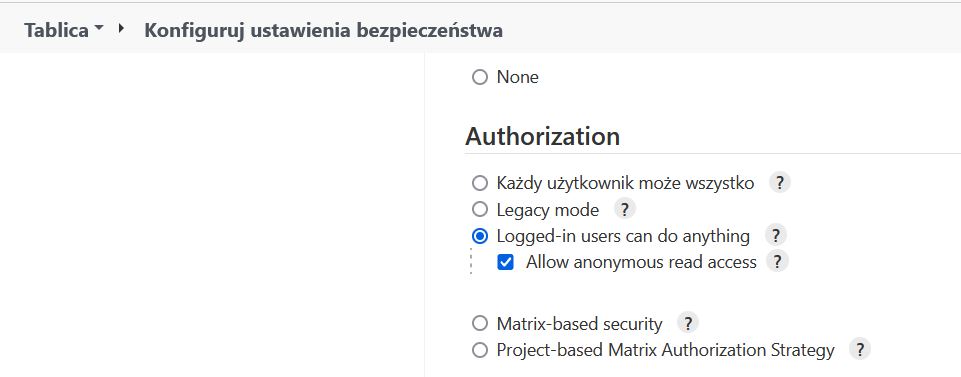 Tablica Konfiguruj ustawienia bezpieczeństwa
None
Authorization
Każdy użytkownik może wszystko ?
Legacy mode ?
Logged-in users can do anything ?
Allow anonymous read access ?
Matrix-based security ?
Project-based Matrix Authorization Strategy ?